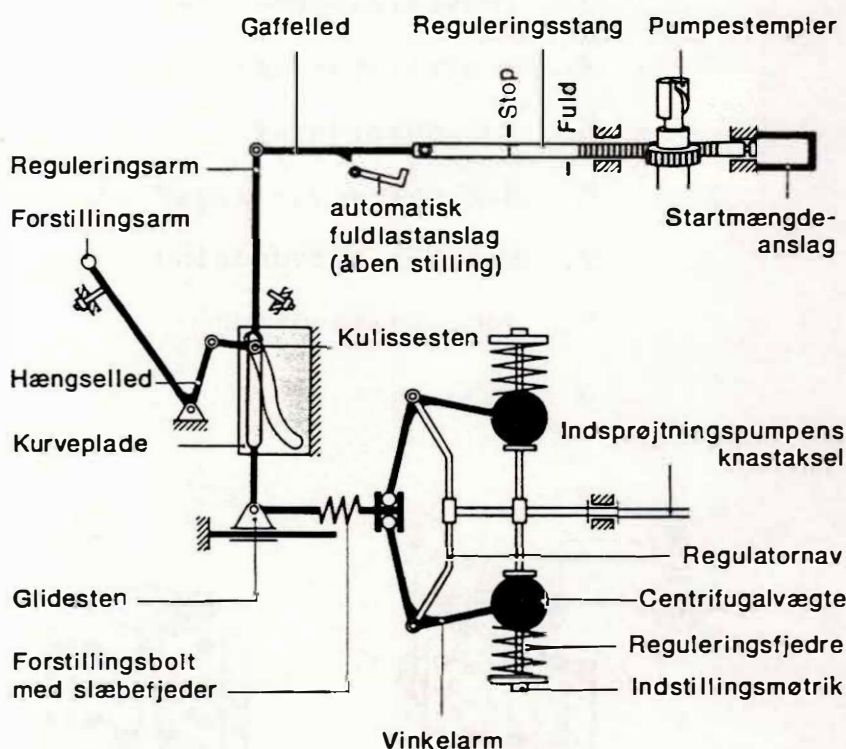 Gaffelled
Reguleringsstang
Pumpestempler
Stop
Fuld
Reguleringsarm
Forstillingsarm
automatisk
fuldlastanslag
(åben stilling)
Startmængde-
anslag
Kulissesten
Hængselled
Kurveplade
Indsprøjtningspumpens
knastaksel
Regulatornav
Glidesten
Centrifugalvægte
Reguleringsfjedre
Forstillingsbolt
med slæbefjeder
Indstillingsmøtrik
Vinkelarm